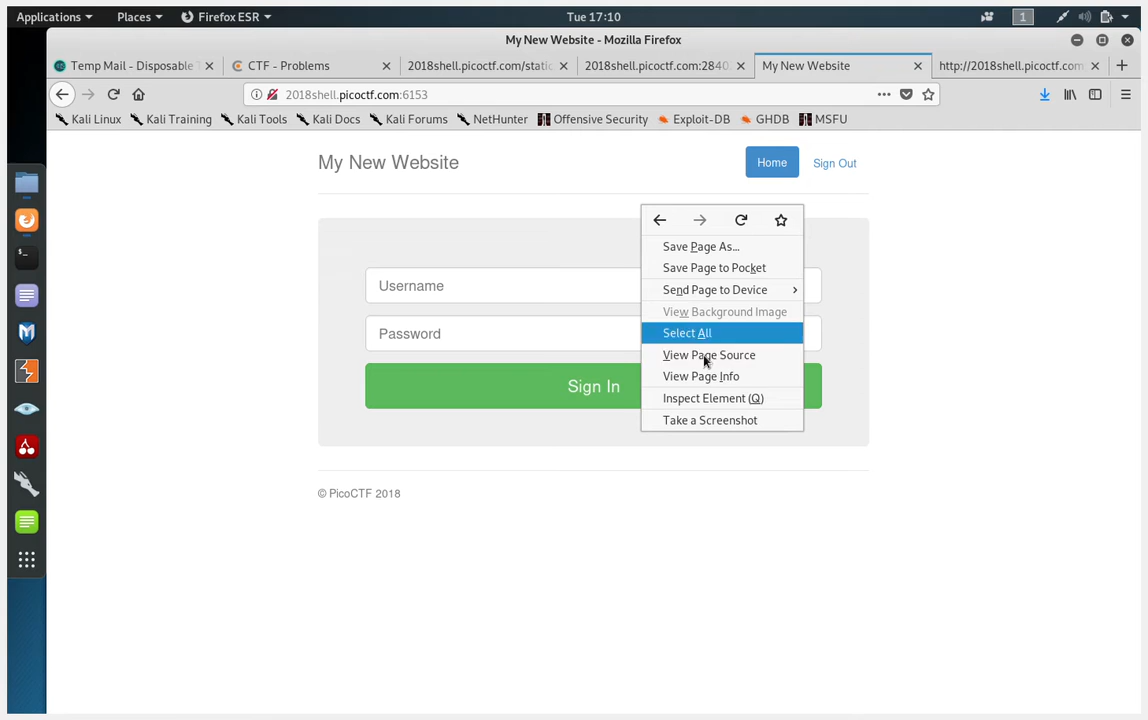 Applications Places Firefox ESR Tue 17:10 1
My New Website - Mozilla Firefox
Temp Mail - Disposable CTF - Problems 2018shell.picoctf.com/static 2018shell.picoctf.com:2840 My New Website http://2018shell.picoctf.com
2018shell.picoctf.com:6153
Kali Linux Kali Training Kali Tools Kali Docs Kali Forums NetHunter Offensive Security Exploit-DB GHDB MSFU
My New Website Home Sign Out
Username
Password
Sign In
Save Page As...
Save Page to Pocket
Send Page to Device
View Background Image
Select All
View Page Source
View Page Info
Inspect Element (Q)
Take a Screenshot
© PicoCTF 2018